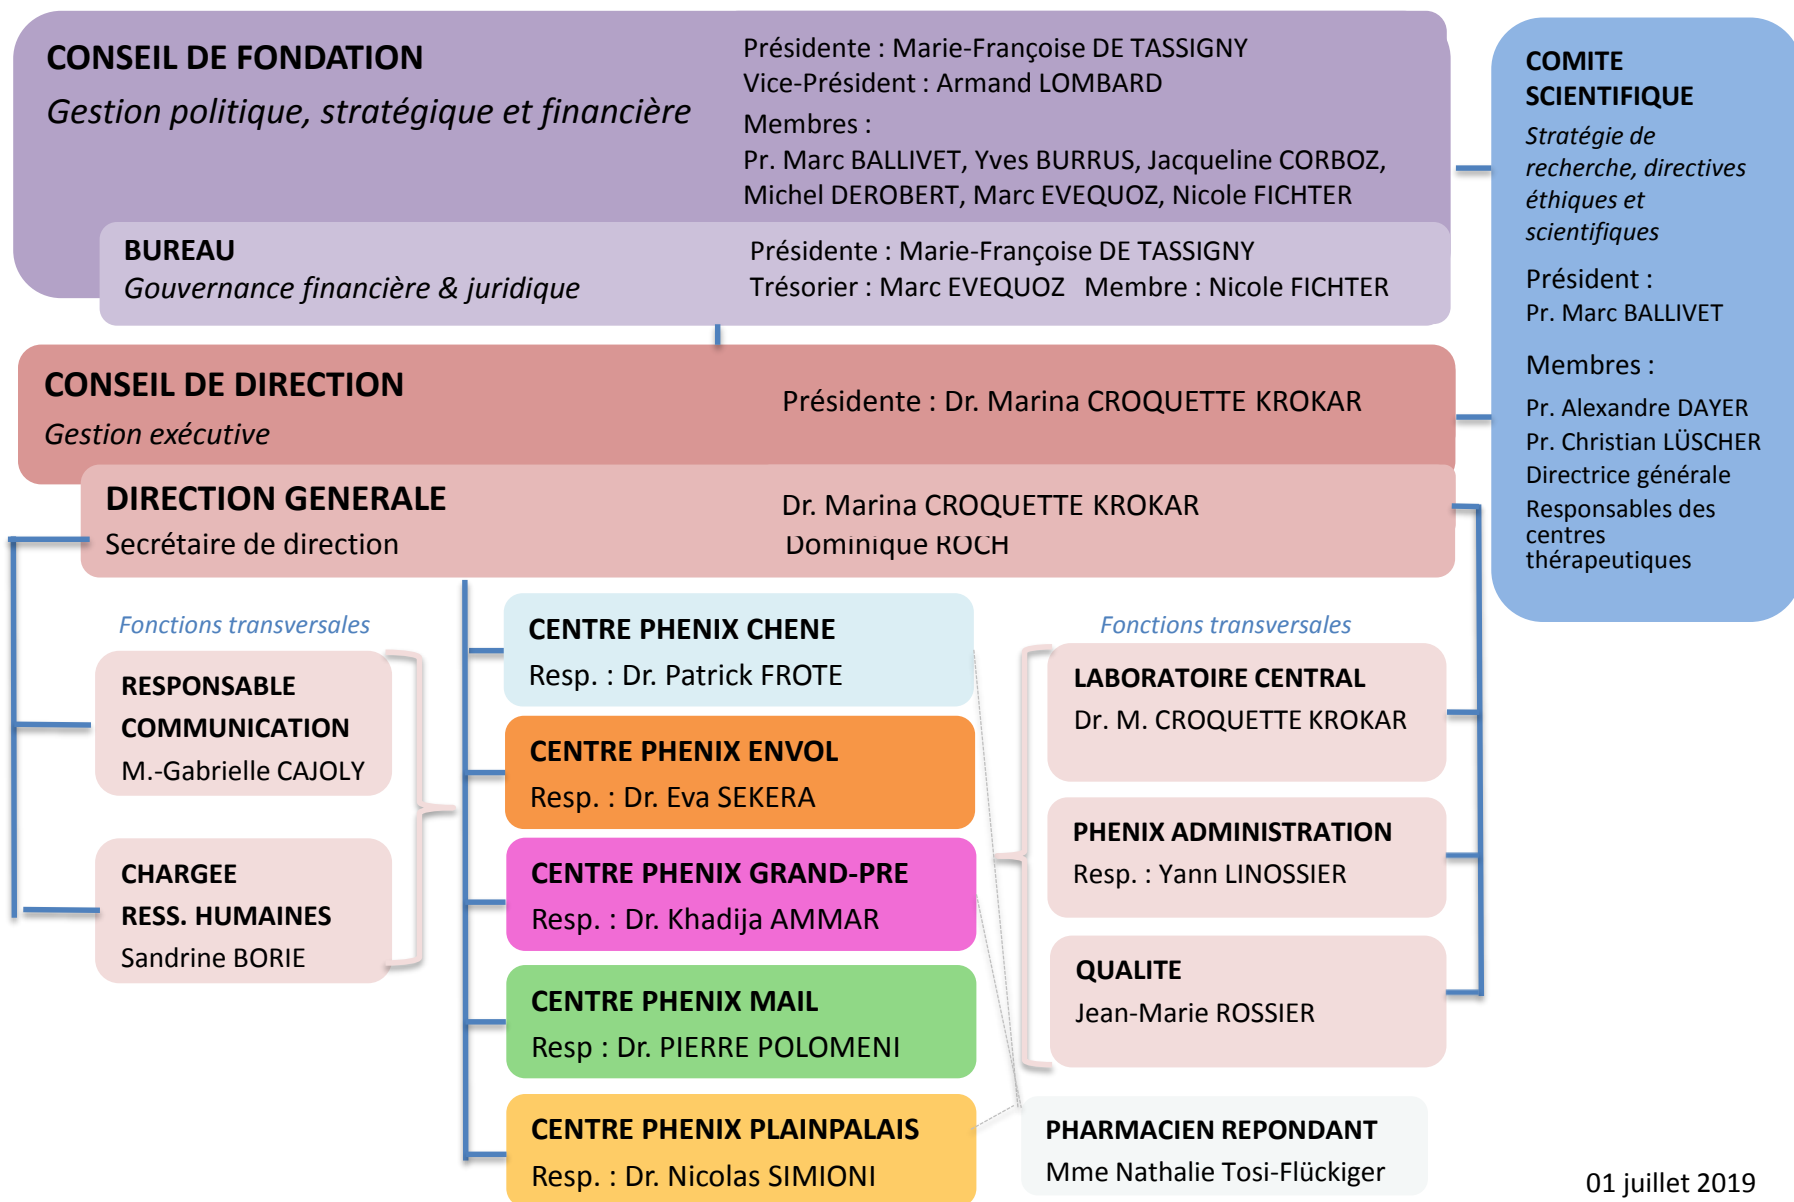 CONSEIL DE FONDATION
Gestion politique, stratégique et financière
Présidente : Marie-Françoise DE TASSIGNY
Vice-Président : Armand LOMBARD
Membres :
Pr. Marc BALLIVET, Yves BURRUS, Jacqueline CORBOZ,
Michel DEROBERT, Marc EVEQUOZ, Nicole FICHTER
BUREAU
Gouvernance financière & juridique
Présidente : Marie-Françoise DE TASSIGNY
Trésorier : Marc EVEQUOZ Membre : Nicole FICHTER
COMITE
SCIENTIFIQUE
Stratégie de
recherche, directives
éthiques et
scientifiques
Président :
Pr. Marc BALLIVET
Membres :
Pr. Alexandre DAYER
Pr. Christian LÜSCHER
Directrice générale
Responsables des
centres
thérapeutiques
CONSEIL DE DIRECTION
Gestion exécutive
Présidente : Dr. Marina CROQUETTE KROKAR
DIRECTION GENERALE
Dr. Marina CROQUETTE KROKAR
Secrétaire de direction
Dominique ROCH
Fonctions transversales
RESPONSABLE
COMMUNICATION
M.-Gabrielle CAJOLY
CHARGEE
RESS. HUMAINES
Sandrine BORIE
CENTRE PHENIX CHENE
Resp. : Dr. Patrick FROTE
CENTRE PHENIX ENVOL
Resp. : Dr. Eva SEKERA
CENTRE PHENIX GRAND-PRE
Resp. : Dr. Khadija AMMAR
CENTRE PHENIX MAIL
Resp : Dr. PIERRE POLOMENI
CENTRE PHENIX PLAINPALAIS
Resp. : Dr. Nicolas SIMIONI
Fonctions transversales
LABORATOIRE CENTRAL
Dr. M. CROQUETTE KROKAR
PHENIX ADMINISTRATION
Resp. : Yann LINOSSIER
QUALITE
Jean-Marie ROSSIER
PHARMACIEN REPONDANT
Mme Nathalie Tosi-Flückiger
01 juillet 2019